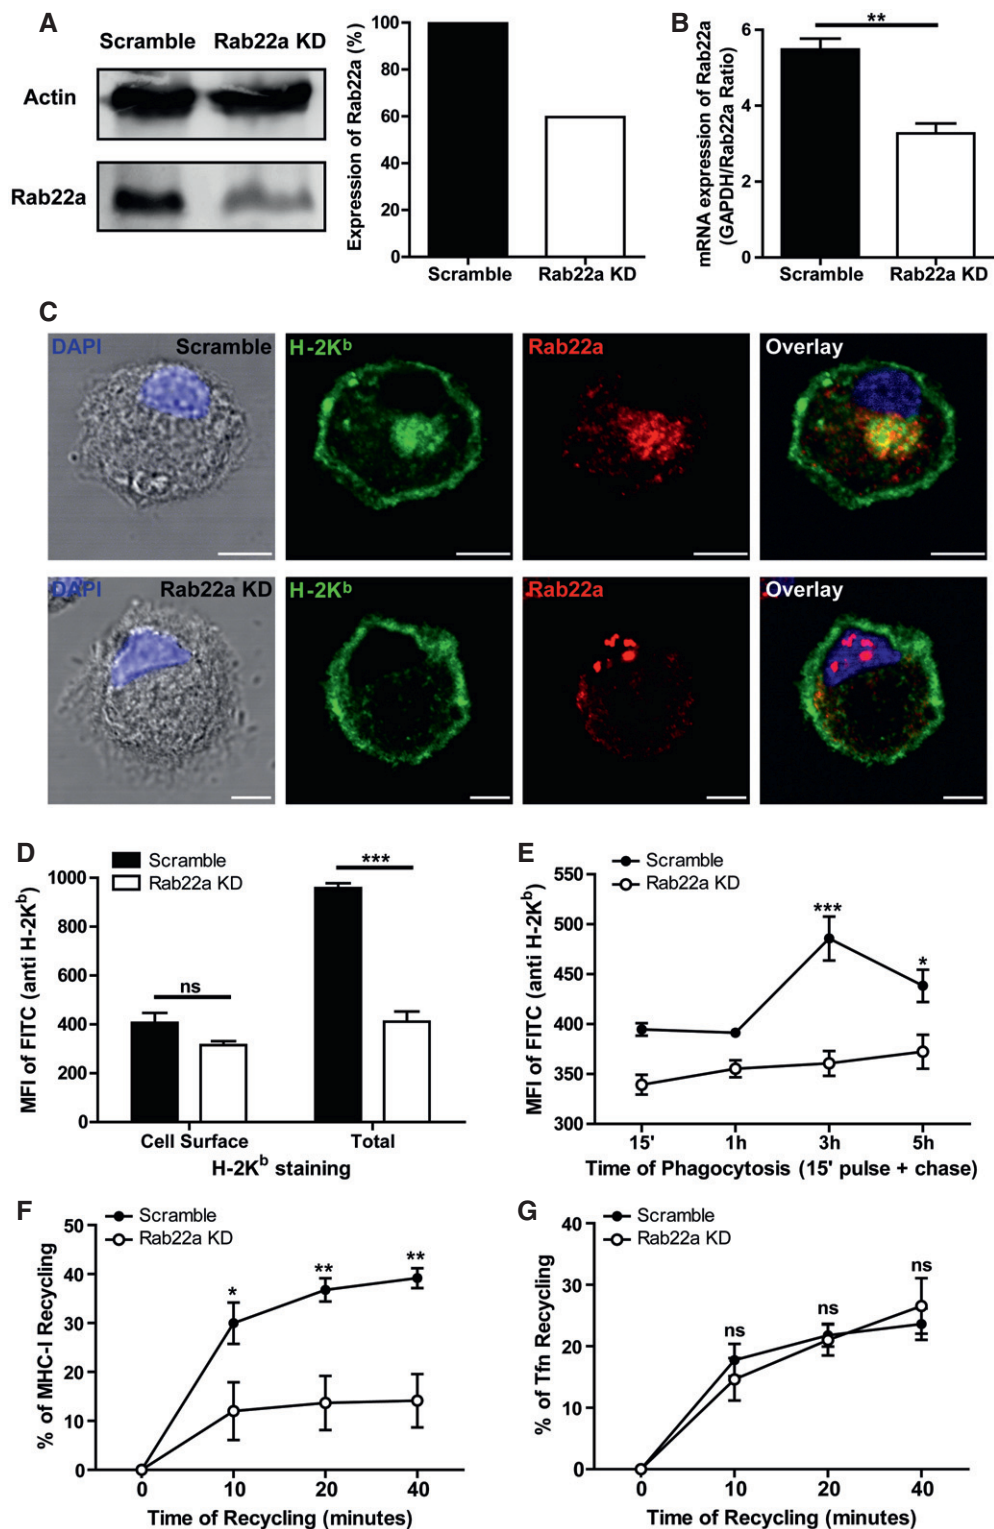 A
Scramble Rab22a KD
Actin
Rab22a
Expression of Rab22a (%)
100
80
60
40
20
0
Scramble Rab22a KD
B
mRNA expression of Rab22a
(GAPDH/Rab22a Ratio)
6
4
2
0
**
Scramble Rab22a KD
C
DAPI Scramble
H-2Kᵇ
Rab22a
Overlay
DAPI Rab22a KD
H-2Kᵇ
Rab22a
Overlay
D
Scramble
Rab22a KD
MFI of FITC (anti H-2Kᵇ)
1000
800
600
400
200
0
ns
***
Cell Surface Total
H-2Kᵇ staining
E
Scramble
Rab22a KD
MFI of FITC (anti H-2Kᵇ)
550
500
450
400
350
300
***
*
15' 1h 3h 5h
Time of Phagocytosis (15' pulse + chase)
F
Scramble
Rab22a KD
% of MHC-I Recycling
50
40
30
20
10
0
*
**
**
0 10 20 40
Time of Recycling (minutes)
G
Scramble
Rab22a KD
% of Tfn Recycling
40
30
20
10
0
ns
ns
ns
0 10 20 40
Time of Recycling (minutes)